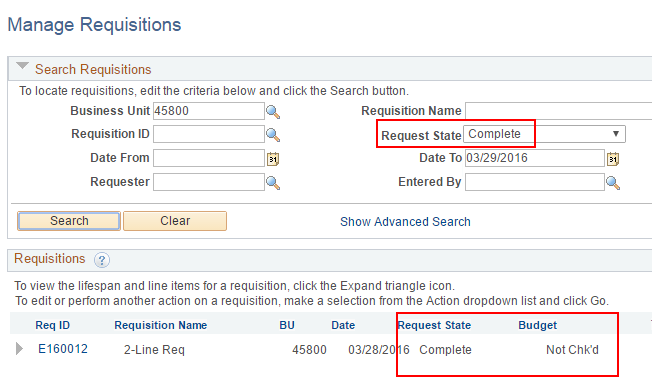 Manage Requisitions
Search Requisitions
To locate requisitions, edit the criteria below and click the Search button.
Business Unit 45800 Requisition Name
Requisition ID Request State Complete
Date From 31 Date To 03/29/2016 31
Requester Entered By
Search Clear Show Advanced Search
Requisitions ?
To view the lifespan and line items for a requisition, click the Expand triangle icon.
To edit or perform another action on a requisition, make a selection from the Action dropdown list and click Go.
Req ID Requisition Name BU Date Request State Budget
E160012 2-Line Req 45800 03/28/2016 Complete Not Chk'd